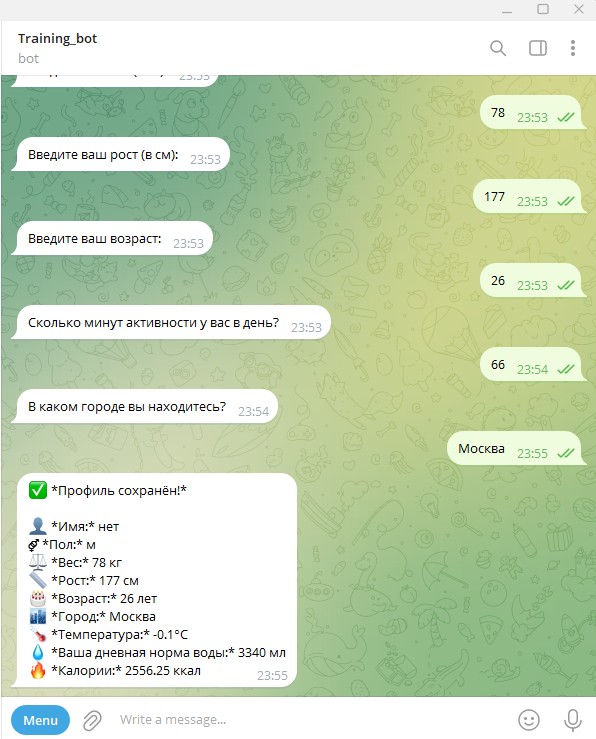 Training_bot
bot
23:53
78 23:53
Введите ваш рост (в см): 23:53
177 23:53
Введите ваш возраст: 23:53
26 23:53
Сколько минут активности у вас в день? 23:53
66 23:54
В каком городе вы находитесь? 23:54
Москва 23:55
✅ *Профиль сохранён!*
👤 *Имя:* нет
⚤ *Пол:* м
⚖️ *Вес:* 78 кг
📏 *Рост:* 177 см
🎂 *Возраст:* 26 лет
🏙️ *Город:* Москва
🌡️ *Температура:* -0.1°C
💧 *Ваша дневная норма воды:* 3340 мл
🔥 *Калории:* 2556.25 ккал
23:55
Menu
Write a message...